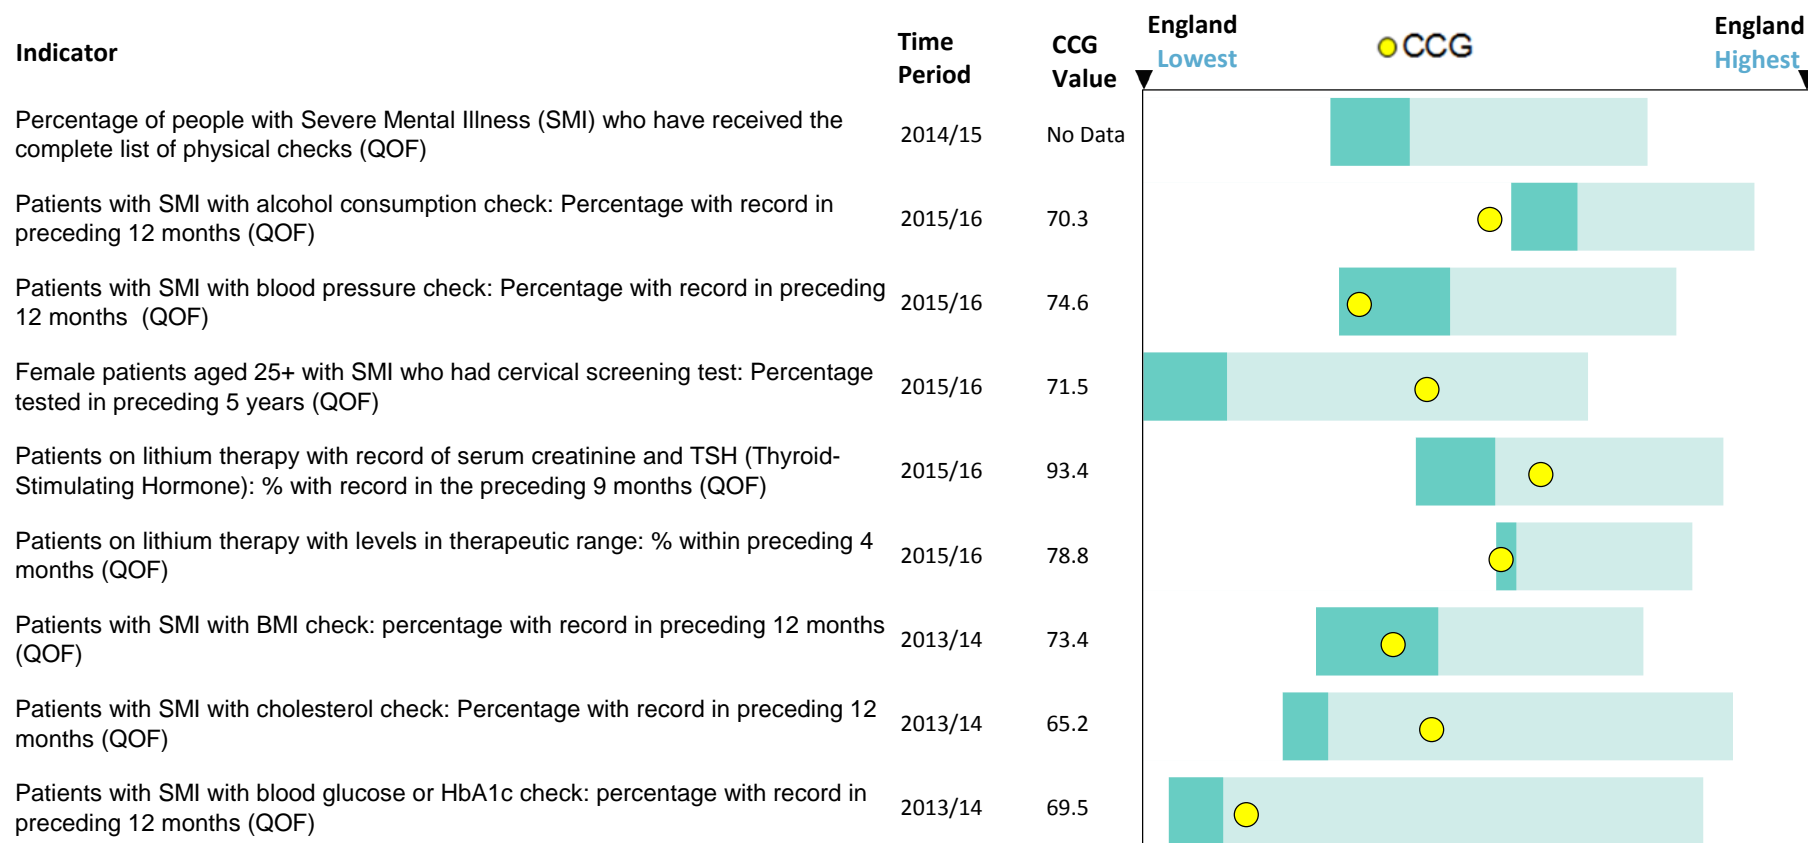 Indicator
Time Period
CCG Value
England Lowest
CCG
England Highest
Percentage of people with Severe Mental Illness (SMI) who have received the
complete list of physical checks (QOF)
2014/15
No Data
Patients with SMI with alcohol consumption check: Percentage with record in
preceding 12 months (QOF)
2015/16
70.3
Patients with SMI with blood pressure check: Percentage with record in preceding
12 months  (QOF)
2015/16
74.6
Female patients aged 25+ with SMI who had cervical screening test: Percentage
tested in preceding 5 years (QOF)
2015/16
71.5
Patients on lithium therapy with record of serum creatinine and TSH (Thyroid-
Stimulating Hormone): % with record in the preceding 9 months (QOF)
2015/16
93.4
Patients on lithium therapy with levels in therapeutic range: % within preceding 4
months (QOF)
2015/16
78.8
Patients with SMI with BMI check: percentage with record in preceding 12 months
(QOF)
2013/14
73.4
Patients with SMI with cholesterol check: Percentage with record in preceding 12
months (QOF)
2013/14
65.2
Patients with SMI with blood glucose or HbA1c check: percentage with record in
preceding 12 months (QOF)
2013/14
69.5